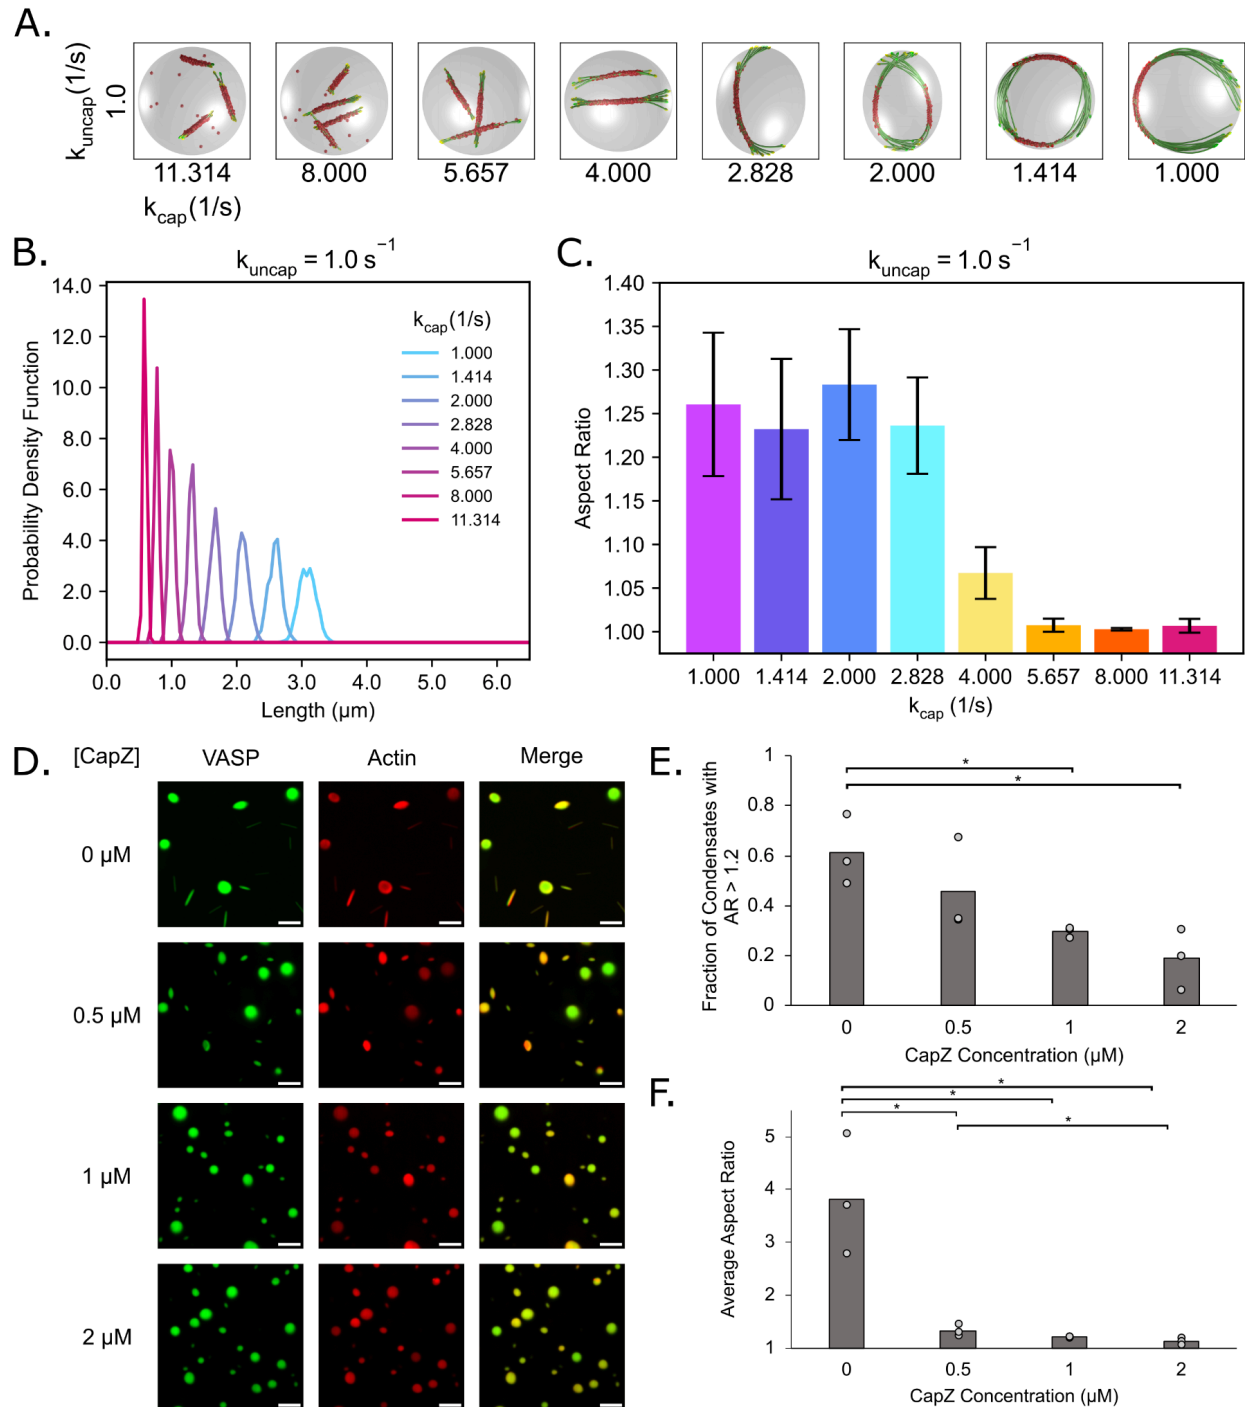 A.
k_uncap(1/s)
1.0
11.314 8.000 5.657 4.000 2.828 2.000 1.414 1.000
k_cap(1/s)
B.
k_uncap = 1.0 s⁻¹
Probability Density Function
14.0
12.0
10.0
8.0
6.0
4.0
2.0
0.0
k_cap(1/s)
1.000
1.414
2.000
2.828
4.000
5.657
8.000
11.314
0.0 1.0 2.0 3.0 4.0 5.0 6.0
Length (µm)
C.
k_uncap = 1.0 s⁻¹
Aspect Ratio
1.40
1.35
1.30
1.25
1.20
1.15
1.10
1.05
1.00
1.000 1.414 2.000 2.828 4.000 5.657 8.000 11.314
k_cap (1/s)
D.
[CapZ] VASP Actin Merge
0 µM
0.5 µM
1 µM
2 µM
E.
Fraction of Condensates with
AR > 1.2
1
0.8
0.6
0.4
0.2
0
*
*
0 0.5 1 2
CapZ Concentration (µM)
F.
Average Aspect Ratio
5
4
3
2
1
*
*
*
*
0 0.5 1 2
CapZ Concentration (µM)